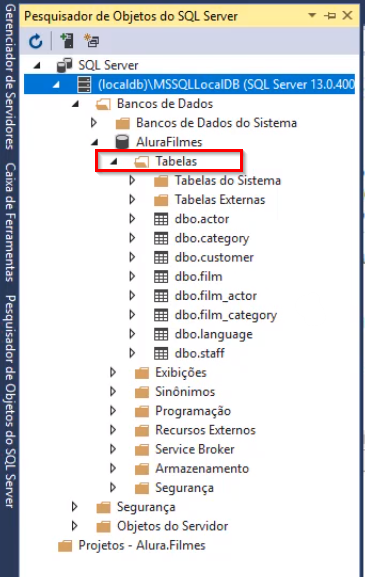 Pesquisador de Objetos do SQL Server
SQL Server
(localdb)\MSSQLLocalDB (SQL Server 13.0.400
Bancos de Dados
Bancos de Dados do Sistema
AluraFilmes
Tabelas
Tabelas do Sistema
Tabelas Externas
dbo.actor
dbo.category
dbo.customer
dbo.film
dbo.film_actor
dbo.film_category
dbo.language
dbo.staff
Exibições
Sinônimos
Programação
Recursos Externos
Service Broker
Armazenamento
Segurança
Segurança
Objetos do Servidor
Projetos - Alura.Filmes
Gerenciador de Servidores
Caixa de Ferramentas
Pesquisador de Objetos do SQL Server